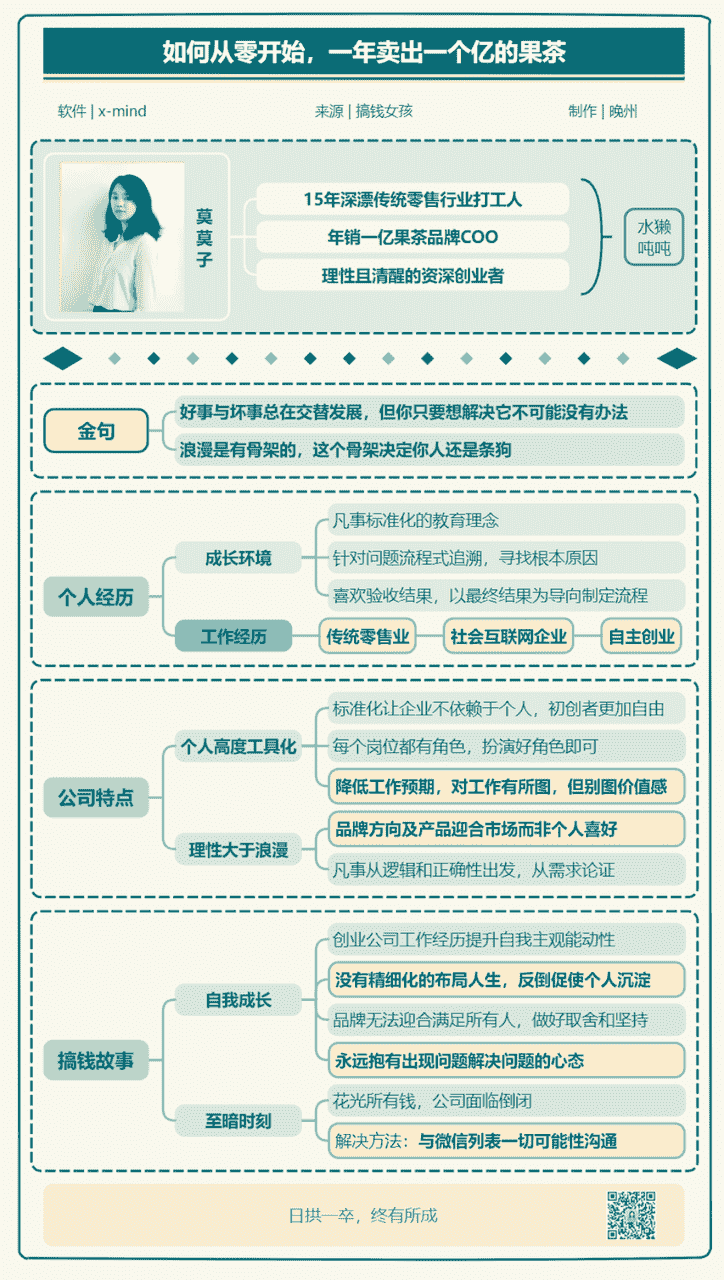 如何从零开始，一年卖出一个亿的果茶
软件 | x-mind
来源 | 搞钱女孩
制作 | 晚州
莫莫子
15年深漂传统零售行业打工人
年销一亿果茶品牌COO
理性且清醒的资深创业者
水獭
吨吨
金句
好事与坏事总在交替发展，但你只要想解决它不可能没有办法
浪漫是有骨架的，这个骨架决定你人还是条狗
个人经历
成长环境
凡事标准化的教育理念
针对问题流程式追溯，寻找根本原因
喜欢验收结果，以最终结果为导向制定流程
工作经历
传统零售业
社会互联网企业
自主创业
公司特点
个人高度工具化
标准化让企业不依赖于个人，初创者更加自由
每个岗位都有角色，扮演好角色即可
降低工作预期，对工作有所图，但别图价值感
理性大于浪漫
品牌方向及产品迎合市场而非个人喜好
凡事从逻辑和正确性出发，从需求论证
搞钱故事
自我成长
创业公司工作经历提升自我主观能动性
没有精细化的布局人生，反倒促使个人沉淀
品牌无法迎合满足所有人，做好取舍和坚持
永远抱有出现问题解决问题的心态
至暗时刻
花光所有钱，公司面临倒闭
解决方法：与微信列表一切可能性沟通
日拱一卒，终有所成